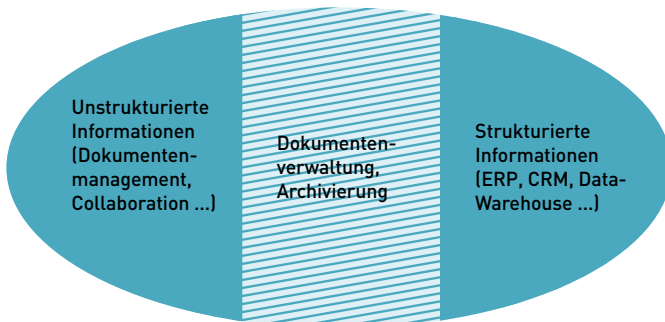 Unstrukturierte
Informationen
(Dokumenten-
management,
Collaboration ...)
Dokumenten-
verwaltung,
Archivierung
Strukturierte
Informationen
(ERP, CRM, Data-
Warehouse ...)